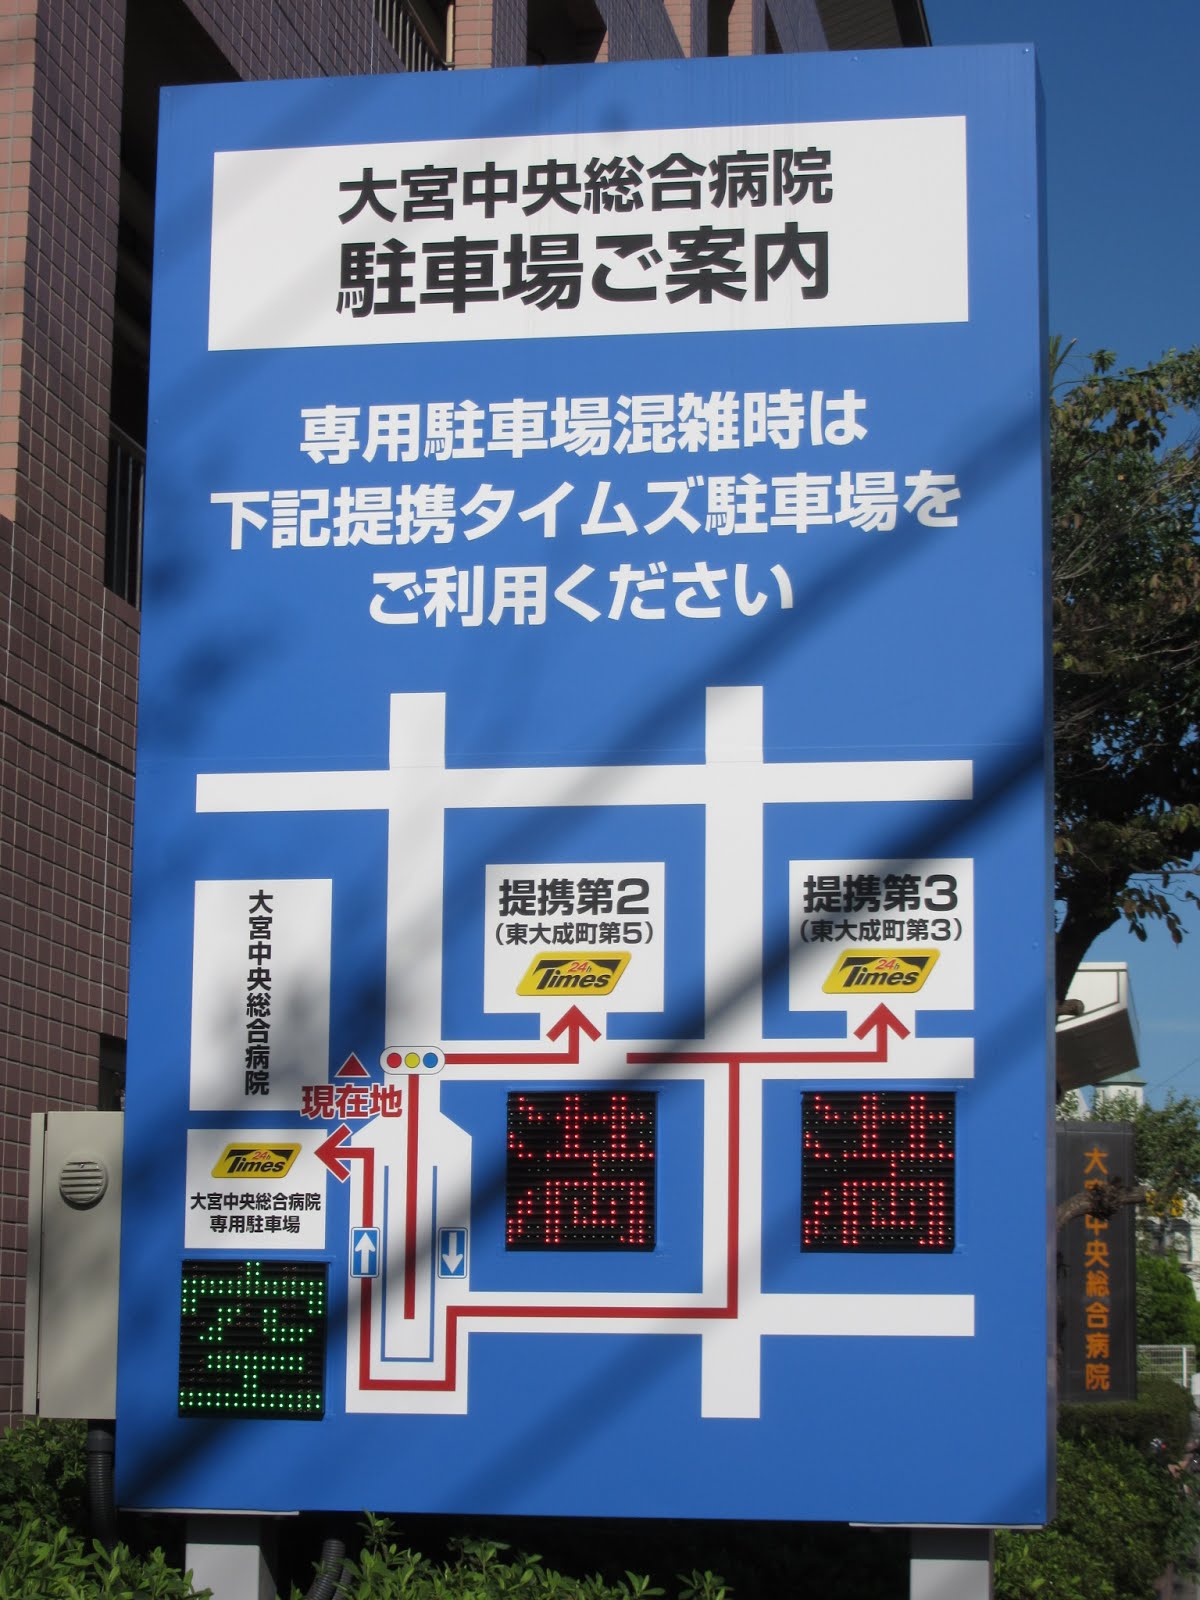 大宮中央総合病院
駐車場ご案内
専用駐車場混雑時は
下記提携タイムズ駐車場を
ご利用ください
大宮中央総合病院
提携第2
(東大成町第5)
24h
Times
提携第3
(東大成町第3)
24h
Times
現在地
24h
Times
大宮中央総合病院
専用駐車場
満
満
空
大宮中央総合病院